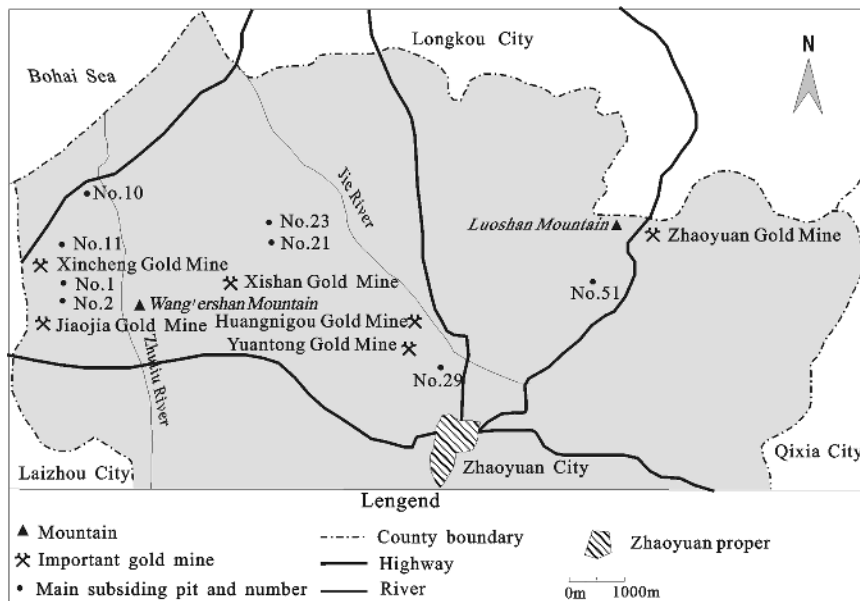 Longkou City
N
Bohai Sea
Jie River
No.10
No.23
No.21
Luoshan Mountain
Zhaoyuan Gold Mine
No.11
Xincheng Gold Mine
No.1
No.2
Xishan Gold Mine
No.51
Wang'ershan Mountain
Jiaojia Gold Mine
Huangnigou Gold Mine
Yuantong Gold Mine
Zhuliu River
No.29
Laizhou City
Zhaoyuan City
Qixia City
Lengend
Mountain
County boundary
Zhaoyuan proper
Important gold mine
Highway
Main subsiding pit and number
River
0m 1000m